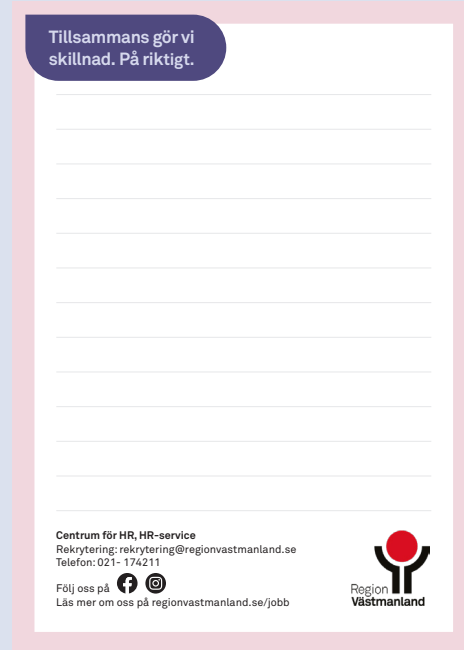 Tillsammans gör vi
skillnad. På riktigt.
Centrum för HR, HR-service
Rekrytering: rekrytering@regionvastmanland.se
Telefon: 021- 174211
Följ oss på
Läs mer om oss på regionvastmanland.se/jobb
Region
Västmanland